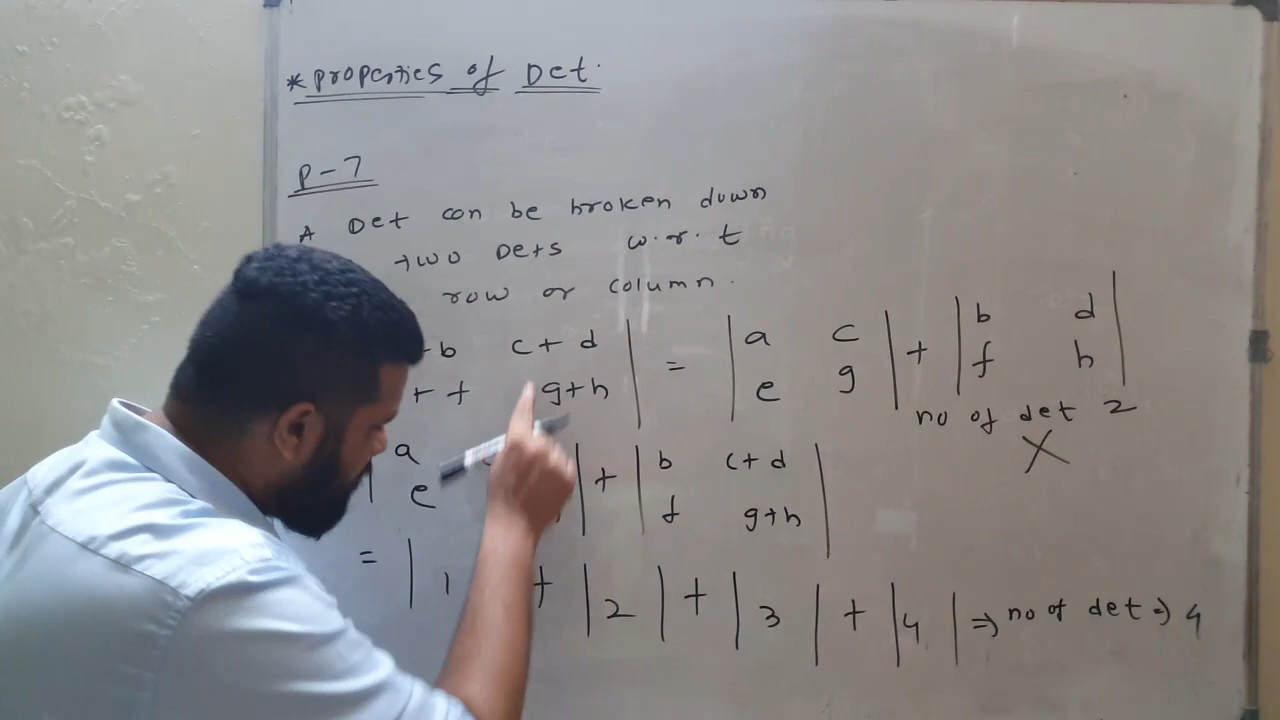 *Properties of Det.
P-7
A Det can be broken down
two Dets w.r.t
row or column.
b c+d | = | a c | + | b d |
+ f g+h | e g | | f h |
no of det 2
X
| a | + | b c+d |
e | f g+h |
= | 1 + | 2 | + | 3 | + | 4 | => no of det => 4